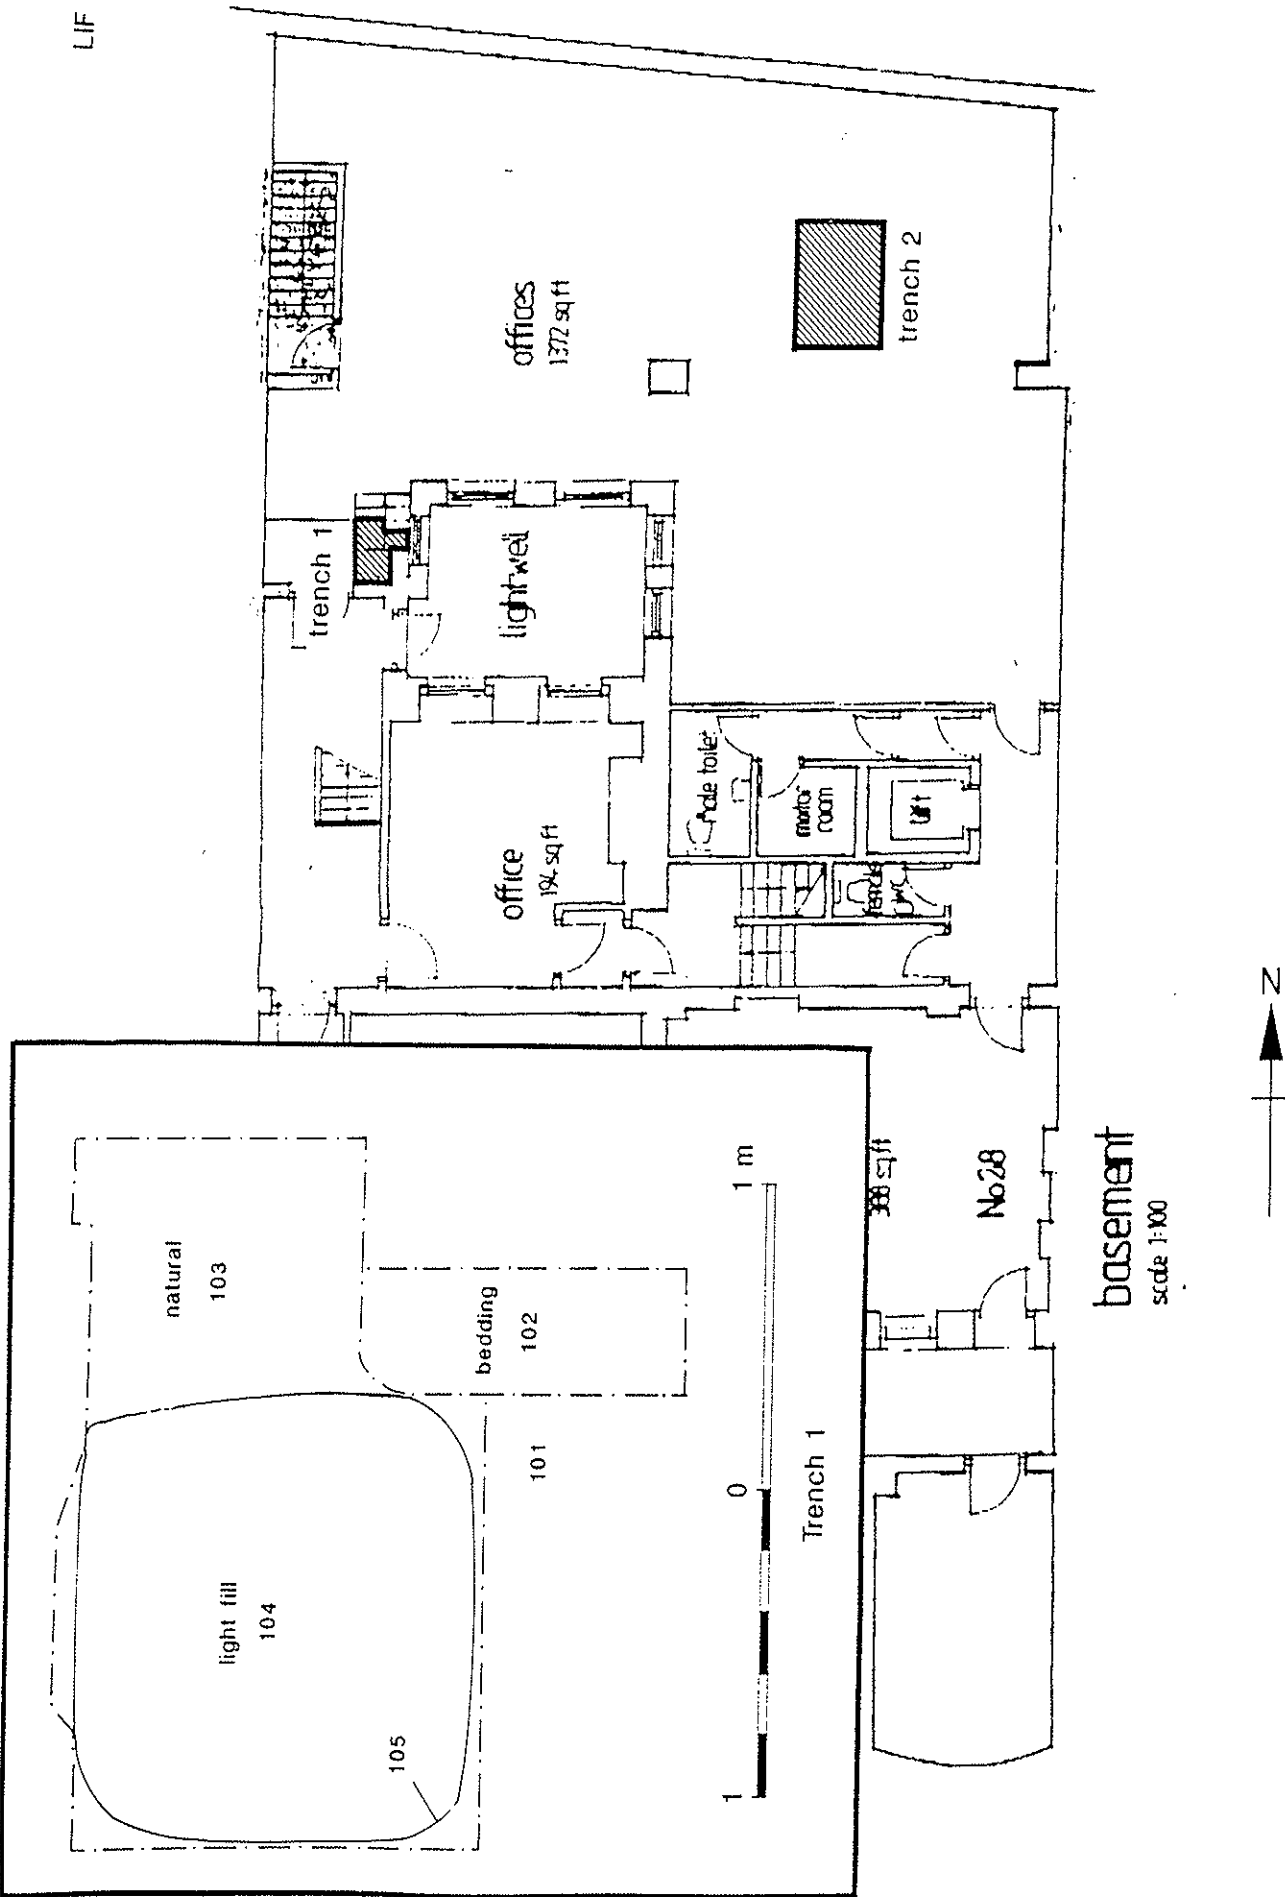 LIF
trench 1
offices
1372 sq ft
trench 2
lightwell
office
194 sq ft
male toilet
motor
room
lift
female
wc
natural
103
bedding
102
101
light fill
104
105
1
0
1 m
Trench 1
388 sq ft
No28
basement
scale 1:100
N